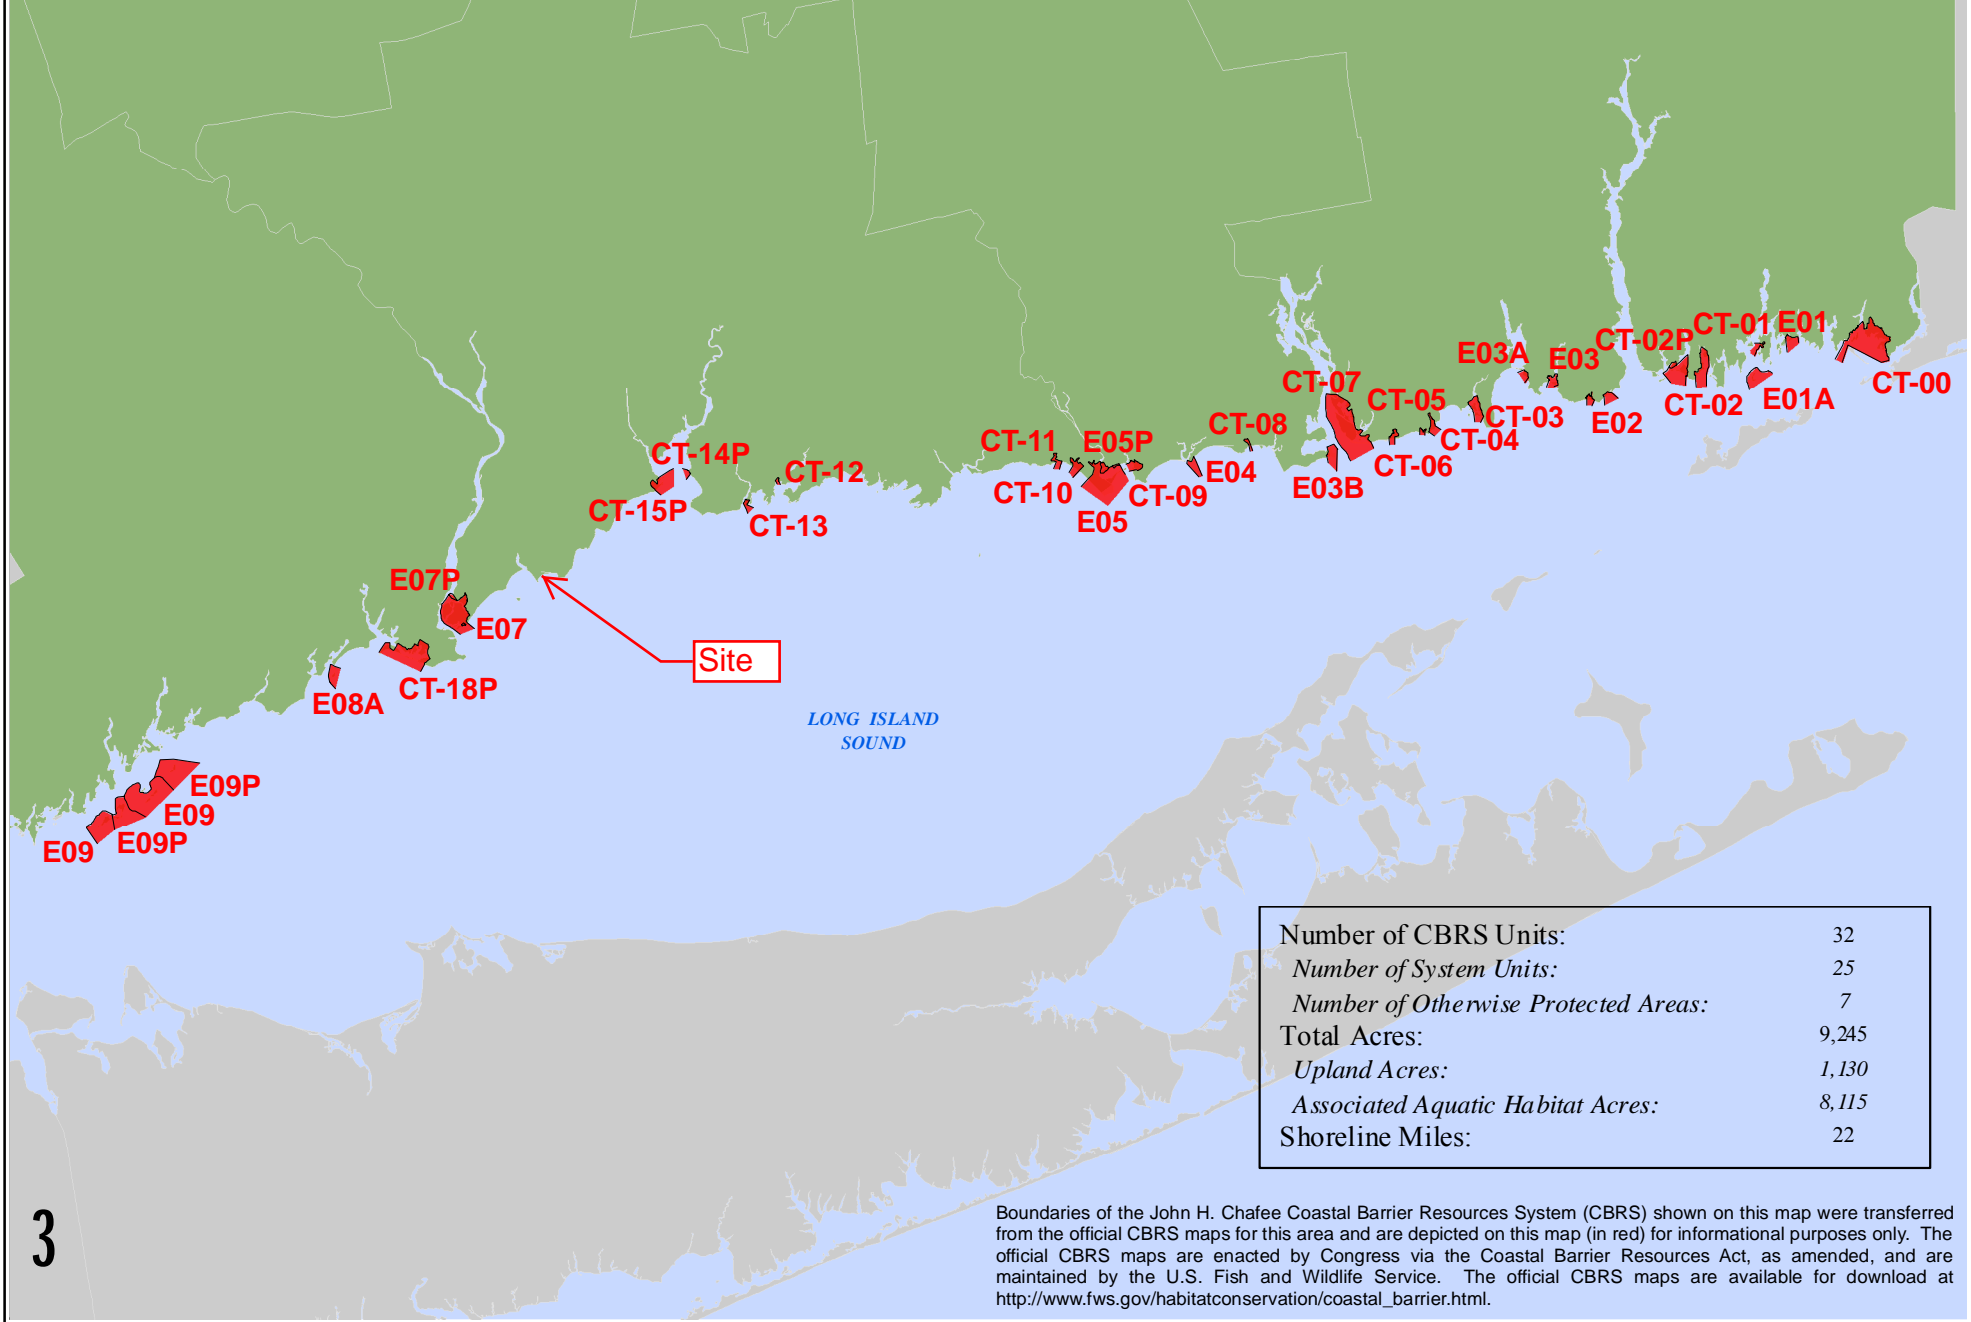 CT-01
E01
CT-02P
E03A
E03
CT-07
CT-05
CT-00
E01A
CT-02
E02
CT-03
CT-04
CT-08
CT-11
E05P
CT-14P
CT-12
CT-06
E04
E03B
CT-10
CT-09
CT-15P
E05
CT-13
E07P
E07
Site
CT-18P
E08A
LONG ISLAND
SOUND
E09P
E09
E09P
E09
Number of CBRS Units: 32
Number of System Units: 25
Number of Otherwise Protected Areas: 7
Total Acres: 9,245
Upland Acres: 1,130
Associated Aquatic Habitat Acres: 8,115
Shoreline Miles: 22
3
Boundaries of the John H. Chafee Coastal Barrier Resources System (CBRS) shown on this map were transferred
from the official CBRS maps for this area and are depicted on this map (in red) for informational purposes only. The
official CBRS maps are enacted by Congress via the Coastal Barrier Resources Act, as amended, and are
maintained by the U.S. Fish and Wildlife Service. The official CBRS maps are available for download at
http://www.fws.gov/habitatconservation/coastal_barrier.html.